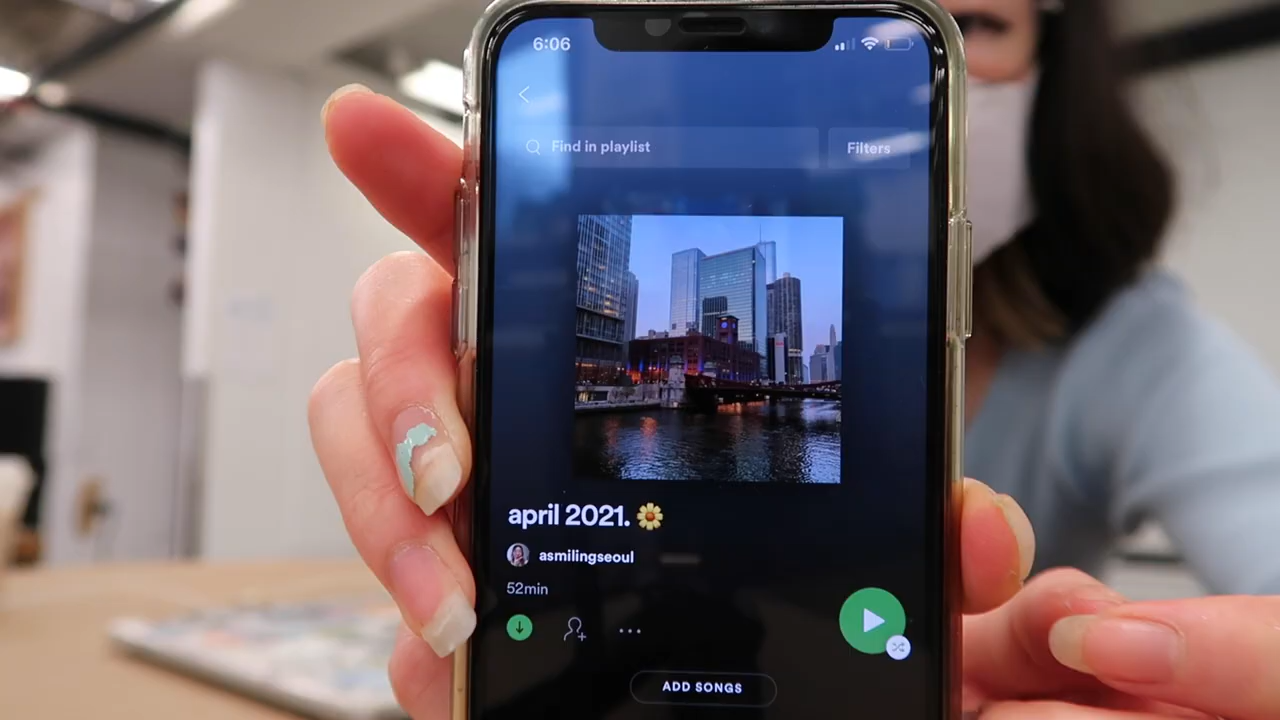 6:06
Find in playlist
Filters
april 2021. 🌼
asmilingseoul
52min
ADD SONGS